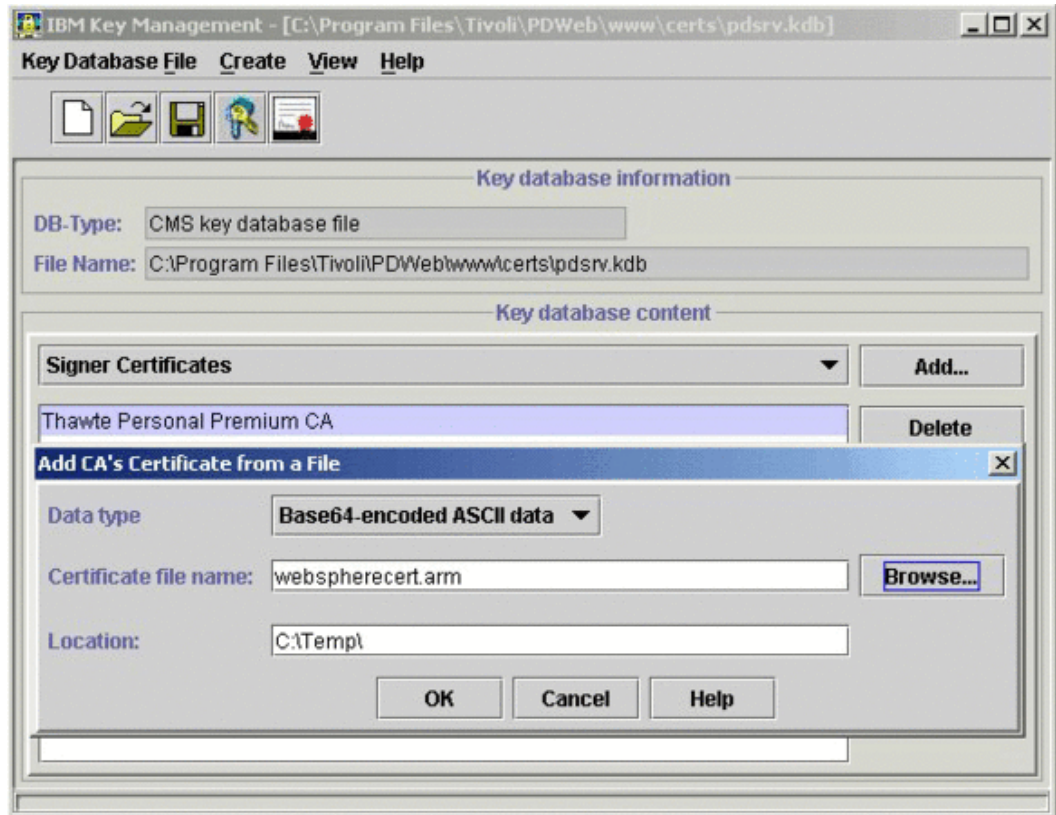 IBM Key Management - [C:\Program Files\Tivoli\PDWeb\www\certs\pdsrv.kdb]
Key Database File Create View Help
Key database information
DB-Type: CMS key database file
File Name: C:\Program Files\Tivoli\PDWeb\www\certs\pdsrv.kdb
Key database content
Signer Certificates Add...
Thawte Personal Premium CA Delete
Add CA's Certificate from a File
Data type Base64-encoded ASCII data
Certificate file name: webspherecert.arm Browse...
Location: C:\Temp\
OK Cancel Help